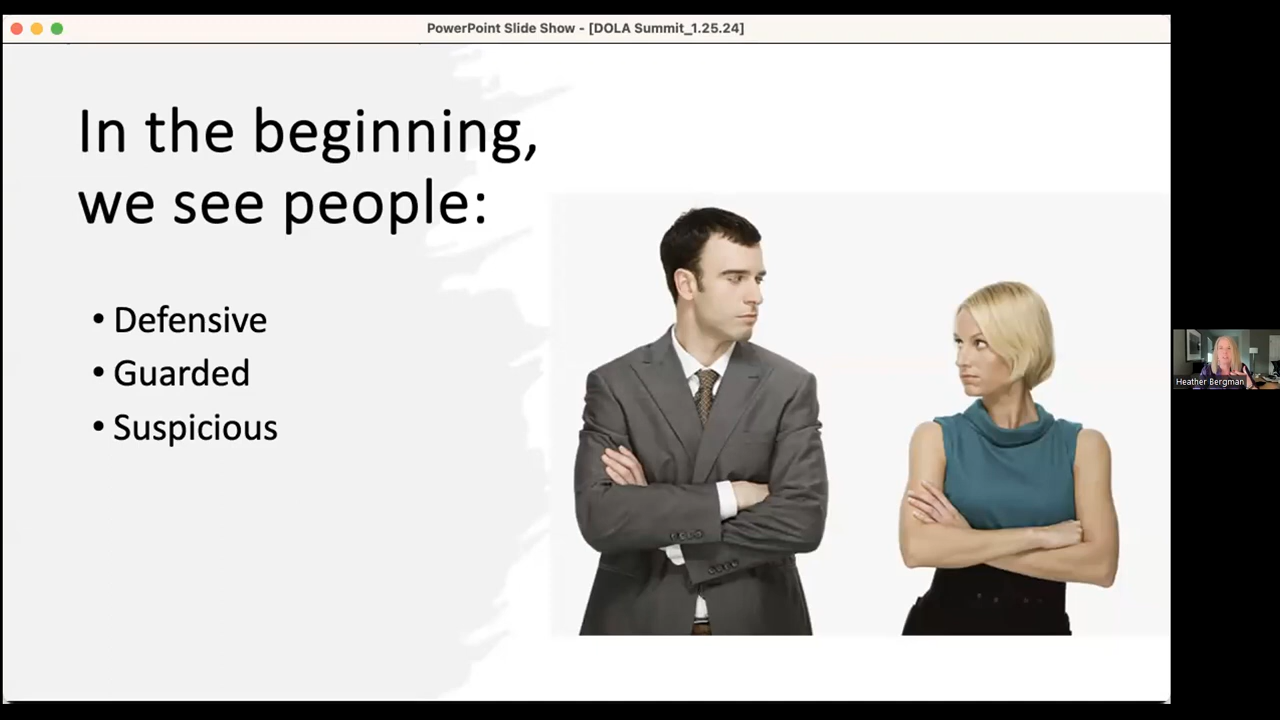 PowerPoint Slide Show - [DOLA Summit_1.25.24]
In the beginning,
we see people:
• Defensive
• Guarded
• Suspicious
Heather Bergman